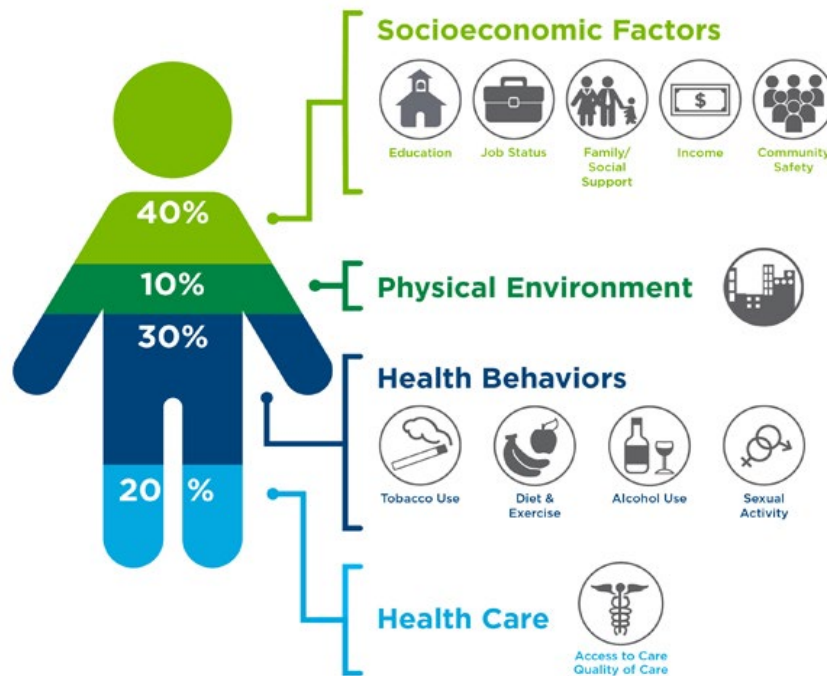 Socioeconomic Factors
$
Education
Job Status
Family/
Social
Support
Income
Community
Safety
40%
10%
Physical Environment
30%
Health Behaviors
Tobacco Use
Diet &
Exercise
Alcohol Use
Sexual
Activity
20 %
Health Care
Access to Care
Quality of Care